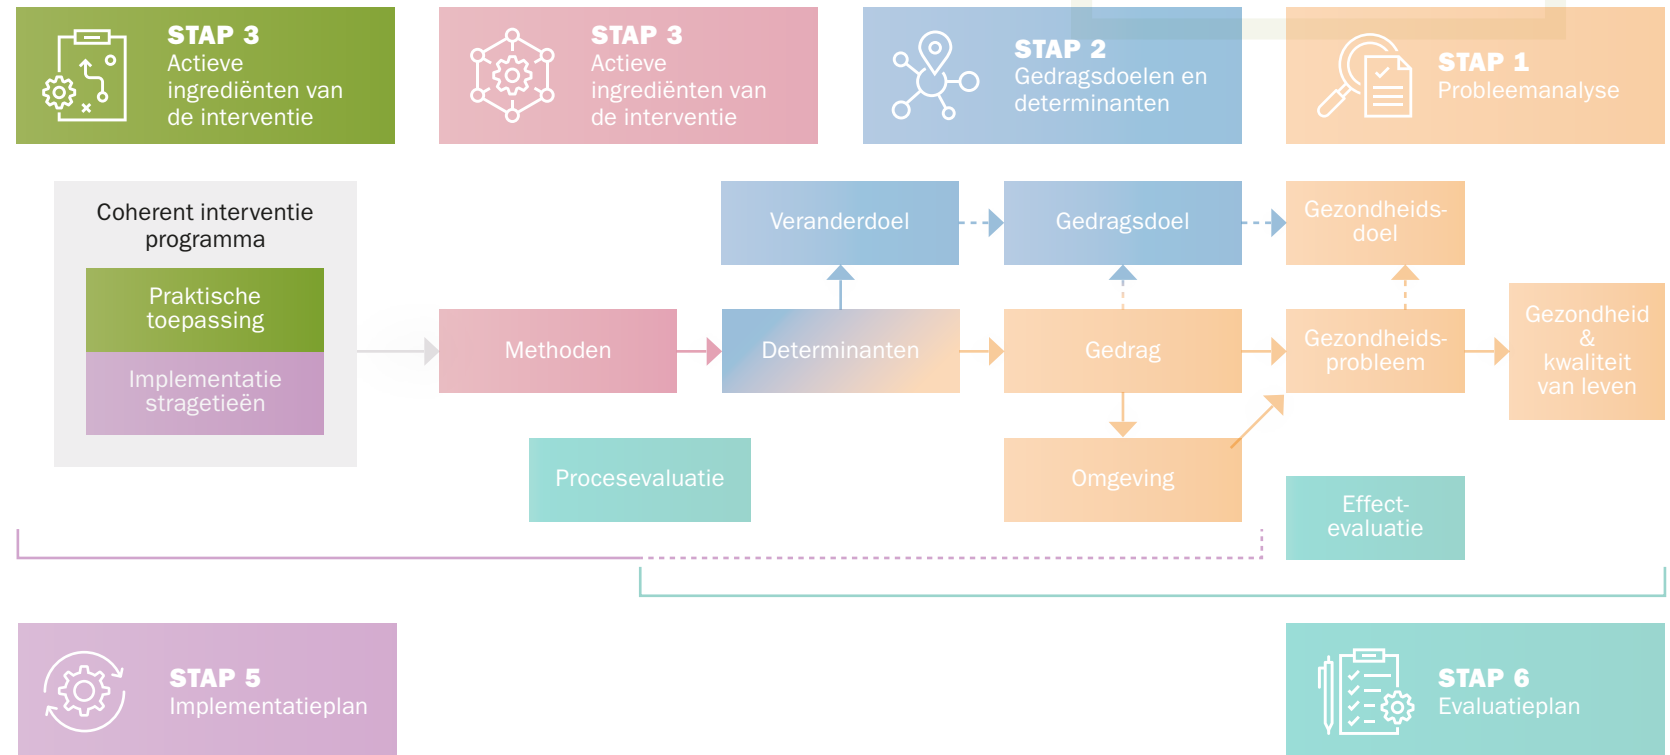 STAP 3
Actieve
ingrediënten van
de interventie
STAP 3
Actieve
ingrediënten van
de interventie
STAP 2
Gedragsdoelen en
determinanten
STAP 1
Probleemanalyse
Coherent interventie
programma
Praktische
toepassing
Implementatie
stragetieën
Veranderdoel
Gedragsdoel
Gezondheids-
doel
Methoden
Determinanten
Gedrag
Gezondheids-
probleem
Gezondheid
&
kwaliteit
van leven
Procesevaluatie
Omgeving
Effect-
evaluatie
STAP 5
Implementatieplan
STAP 6
Evaluatieplan